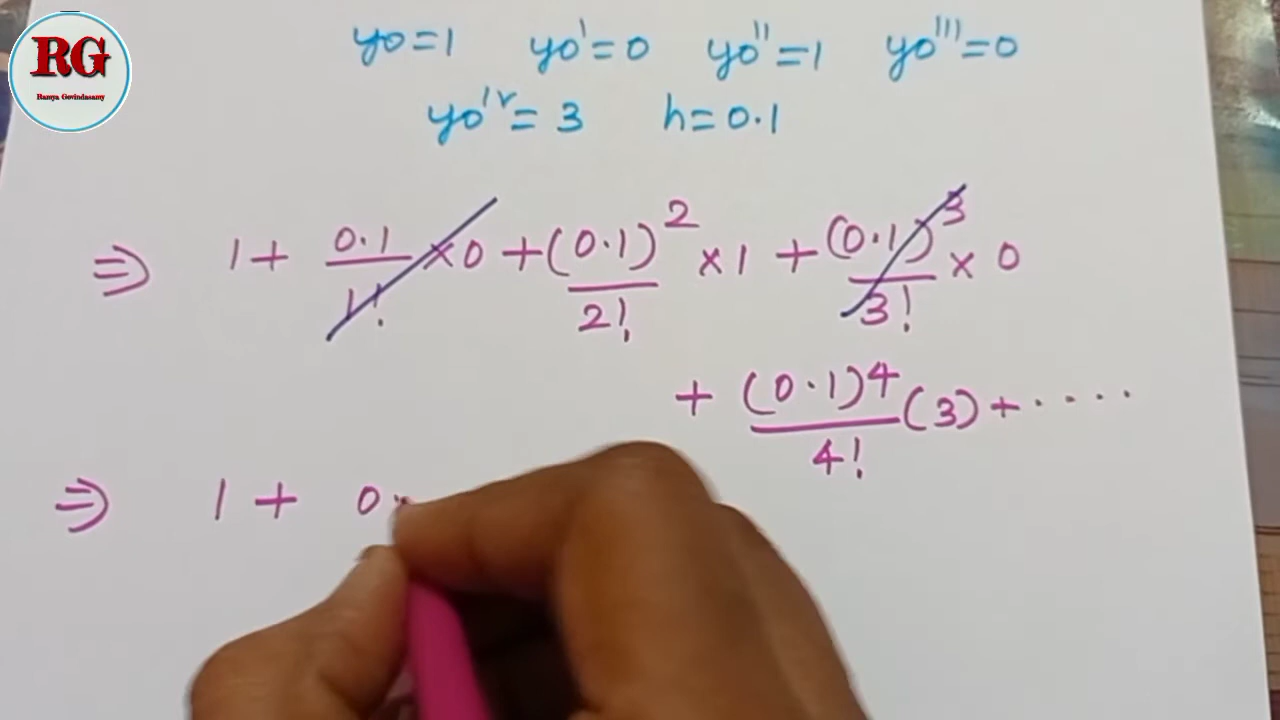 RG
Ramya Govindasamy
y0=1 y0'=0 y0''=1 y0'''=0
y0'ᵛ=3 h=0.1
⇒ 1 + 0.1/1! × 0 + (0.1)²/2! × 1 + (0.1)³/3! × 0
+ (0.1)⁴/4! (3) + ....
⇒ 1 + 0.